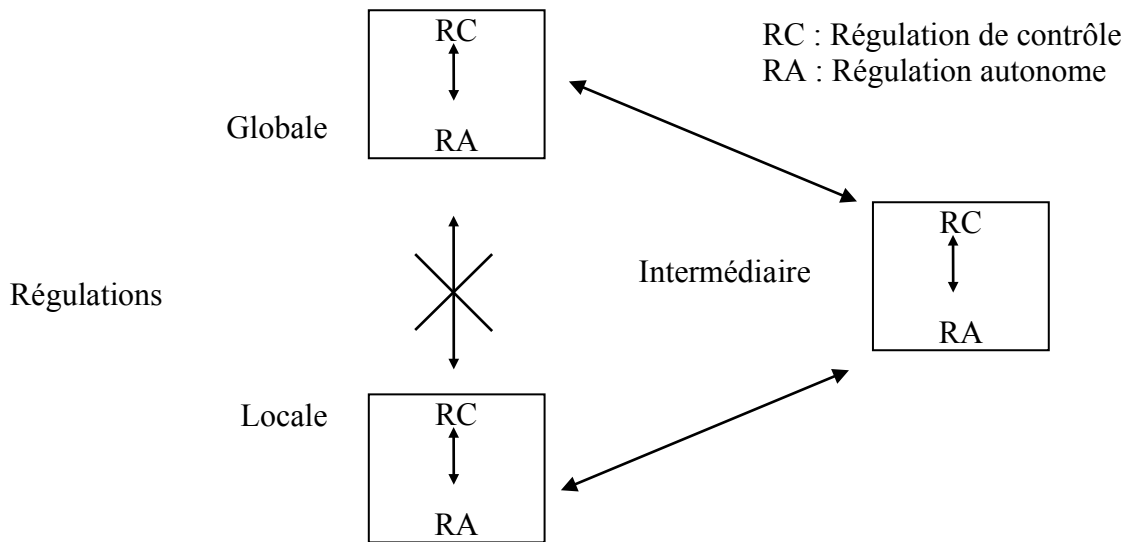 RC
RC : Régulation de contrôle
RA : Régulation autonome
Globale
RA
RC
Intermédiaire
Régulations
RA
Locale
RC
RA